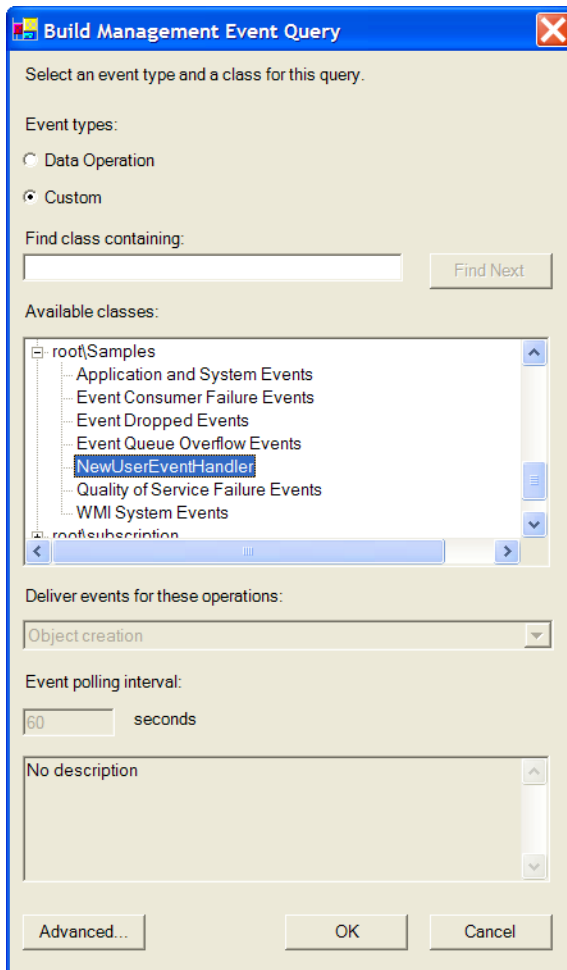 Build Management Event Query
Select an event type and a class for this query.
Event types:
Data Operation
Custom
Find class containing:
Find Next
Available classes:
root\Samples
Application and System Events
Event Consumer Failure Events
Event Dropped Events
Event Queue Overflow Events
NewUserEventHandler
Quality of Service Failure Events
WMI System Events
root\subscription
Deliver events for these operations:
Object creation
Event polling interval:
60 seconds
No description
Advanced... OK Cancel